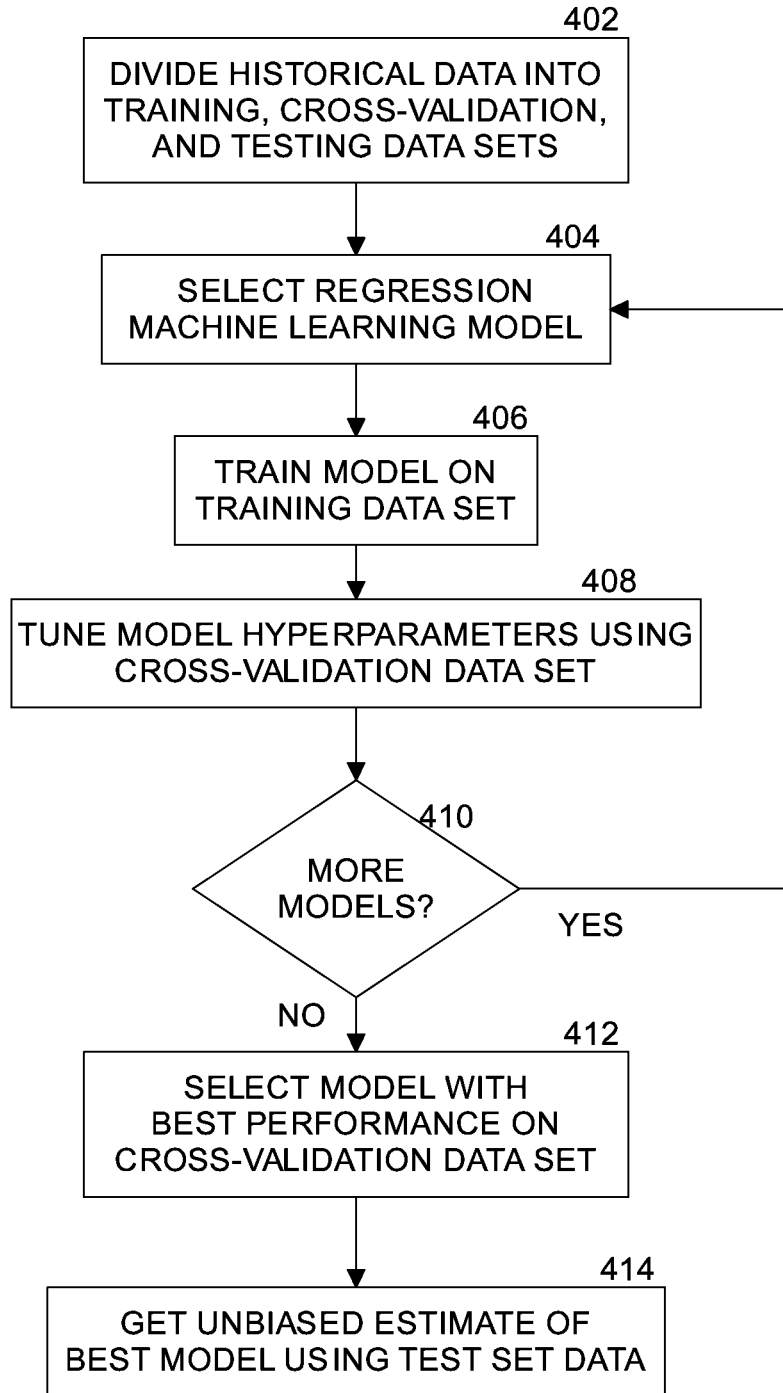 402
DIVIDE HISTORICAL DATA INTO
TRAINING, CROSS-VALIDATION,
AND TESTING DATA SETS
404
SELECT REGRESSION
MACHINE LEARNING MODEL
406
TRAIN MODEL ON
TRAINING DATA SET
408
TUNE MODEL HYPERPARAMETERS USING
CROSS-VALIDATION DATA SET
410
MORE
MODELS?
YES
NO
412
SELECT MODEL WITH
BEST PERFORMANCE ON
CROSS-VALIDATION DATA SET
414
GET UNBIASED ESTIMATE OF
BEST MODEL USING TEST SET DATA